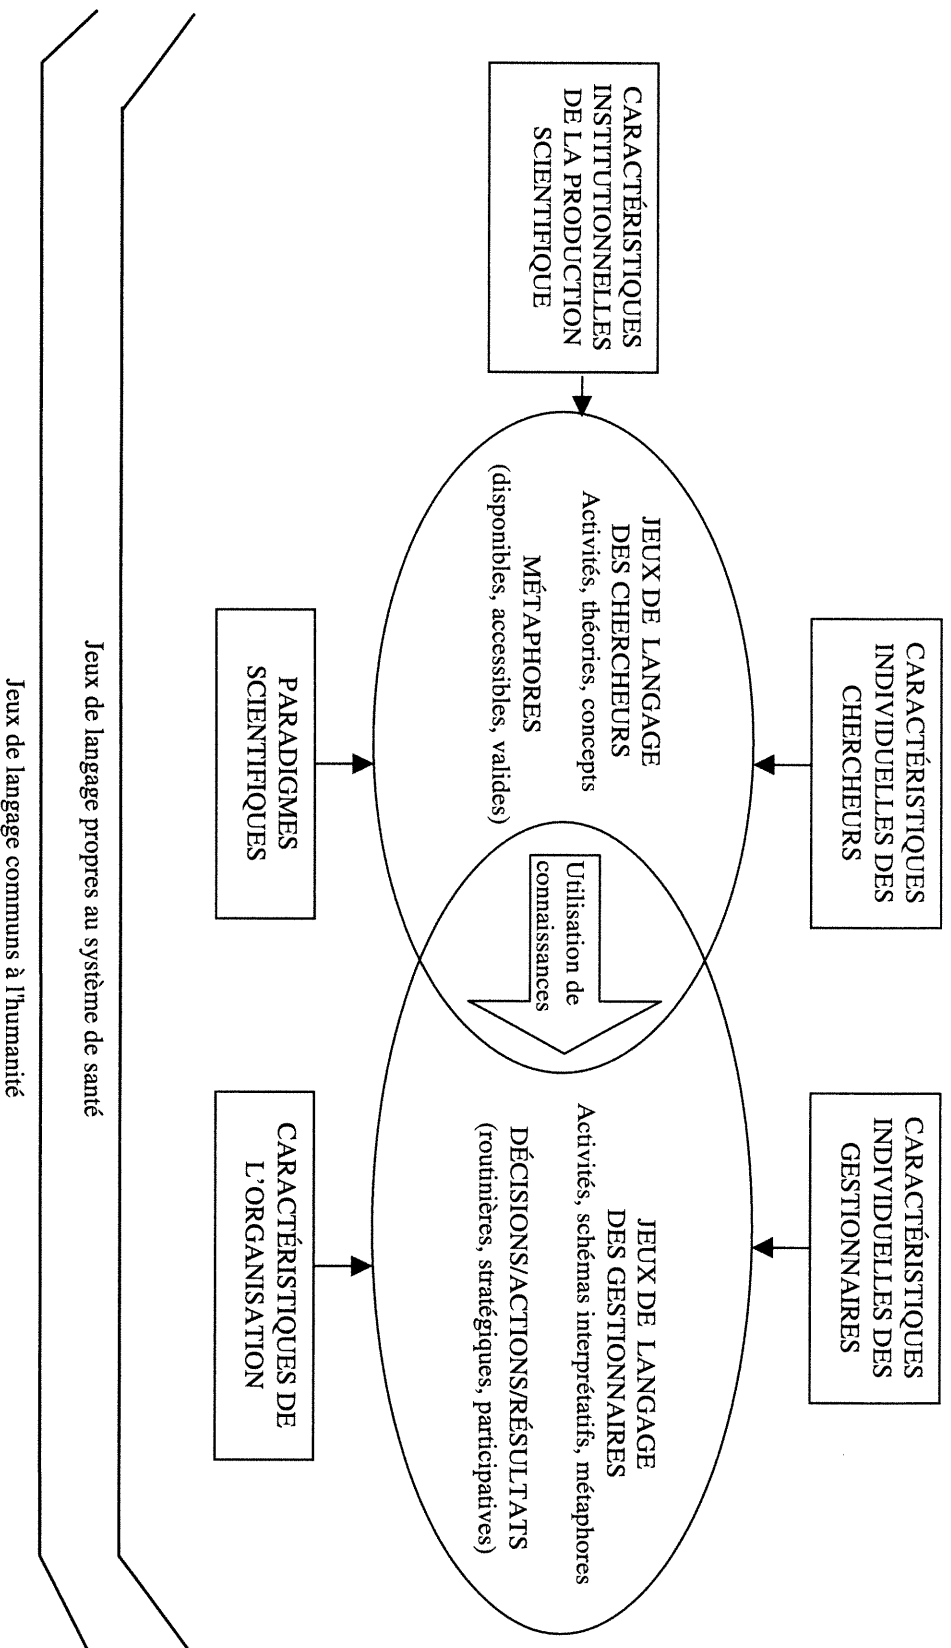 CARACTÉRISTIQUES
INDIVIDUELLES DES
CHERCHEURS
CARACTÉRISTIQUES
INDIVIDUELLES DES
GESTIONNAIRES
CARACTÉRISTIQUES
INSTITUTIONNELLES
DE LA PRODUCTION
SCIENTIFIQUE
JEUX DE LANGAGE
DES CHERCHEURS
Activités, théories, concepts
MÉTAPHORES
(disponibles, accessibles, valides)
Utilisation de
connaissances
JEUX DE LANGAGE
DES GESTIONNAIRES
Activités, schémas interprétatifs, métaphores
DÉCISIONS/ACTIONS/RÉSULTATS
(routinières, stratégiques, participatives)
PARADIGMES
SCIENTIFIQUES
CARACTÉRISTIQUES DE
L'ORGANISATION
Jeux de langage propres au système de santé
Jeux de langage communs à l'humanité